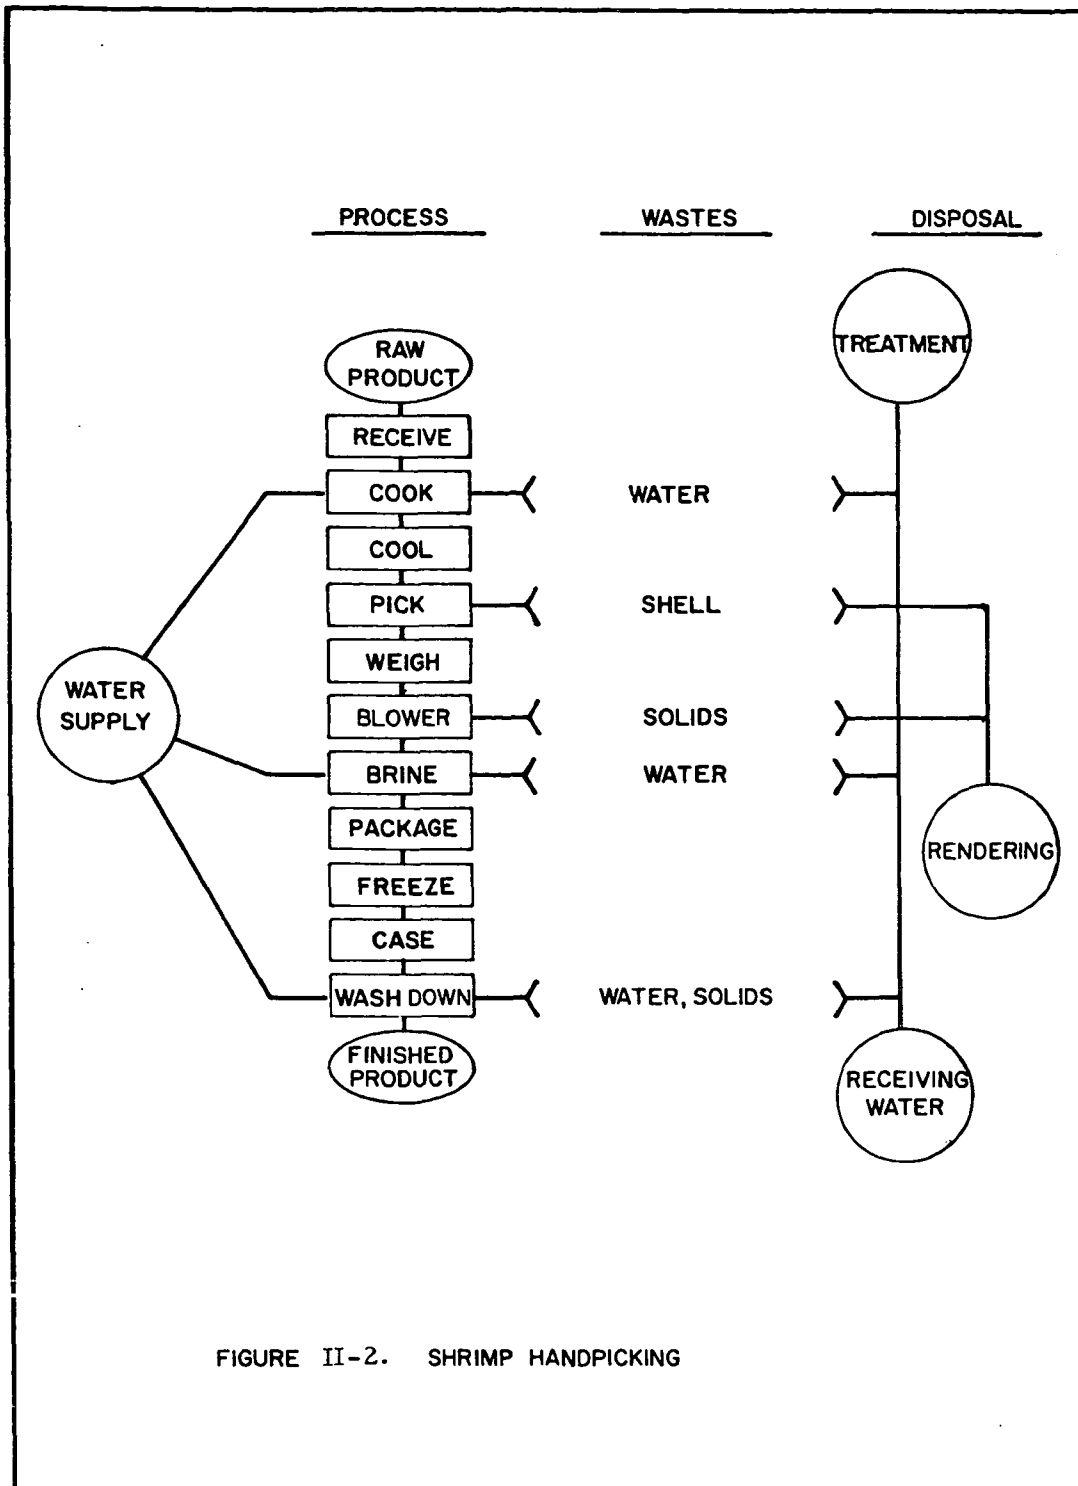 PROCESS WASTES DISPOSAL
TREATMENT
RAW
PRODUCT
RECEIVE
COOK WATER
COOL
PICK SHELL
WEIGH
WATER
SUPPLY
BLOWER SOLIDS
BRINE WATER
PACKAGE
RENDERING
FREEZE
CASE
WASH DOWN WATER, SOLIDS
FINISHED
PRODUCT
RECEIVING
WATER
FIGURE II-2. SHRIMP HANDPICKING